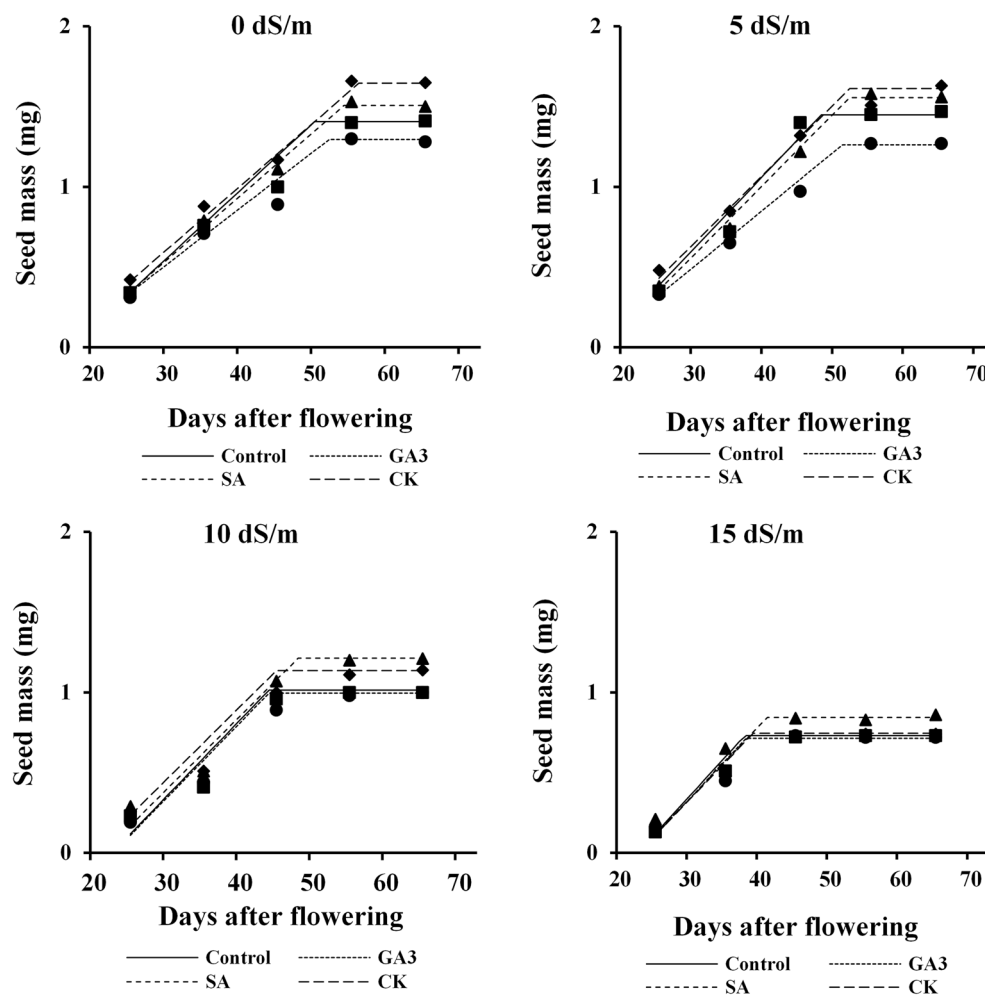 0 dS/m
2
1
0
Seed mass (mg)
20 30 40 50 60 70
Days after flowering
Control GA3
SA CK
5 dS/m
2
1
0
Seed mass (mg)
20 30 40 50 60 70
Days after flowering
Control GA3
SA CK
10 dS/m
2
1
0
Seed mass (mg)
20 30 40 50 60 70
Days after flowering
Control GA3
SA CK
15 dS/m
2
1
0
Seed mass (mg)
20 30 40 50 60 70
Days after flowering
Control GA3
SA CK